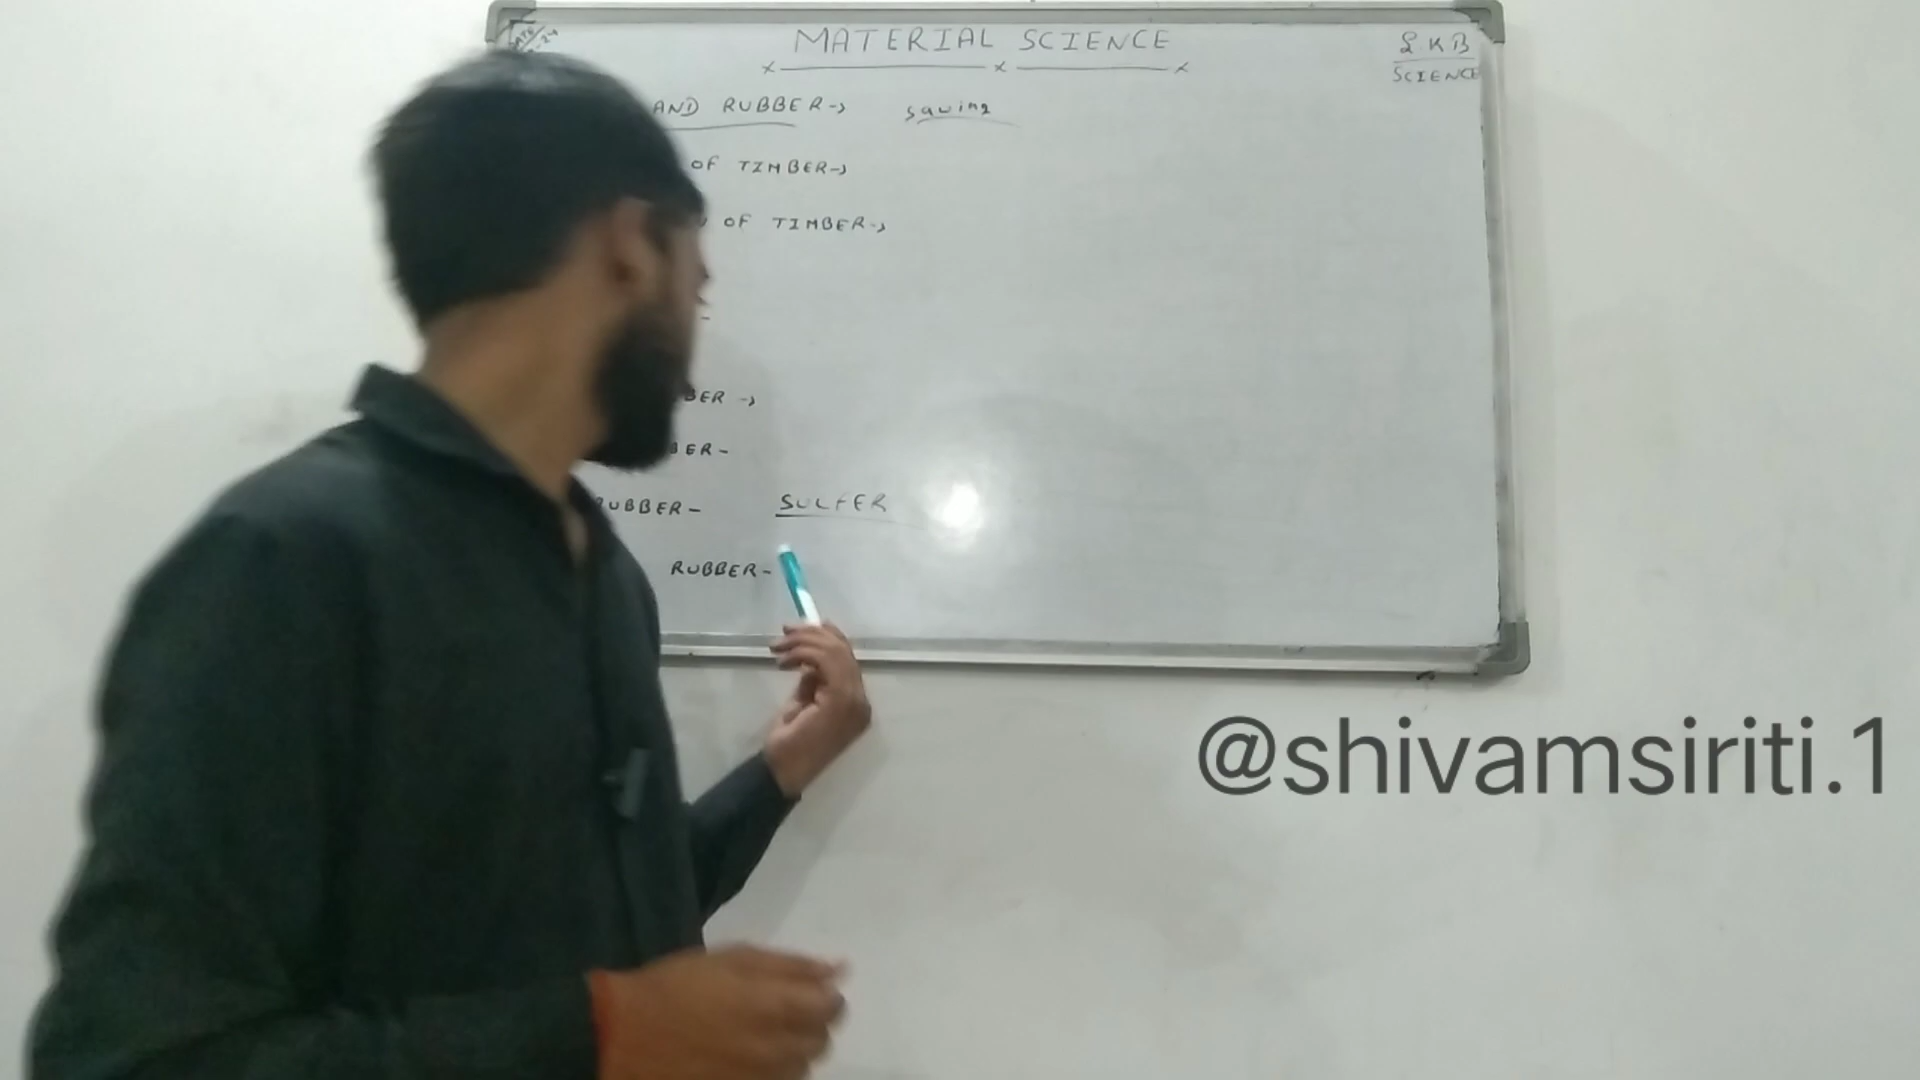 MATERIAL SCIENCE
L K B
SCIENCE
AND RUBBER→ sawing
OF TIMBER→
OF TIMBER→
BER →
BER -
RUBBER - SULFER
RUBBER -
@shivamsiriti.1